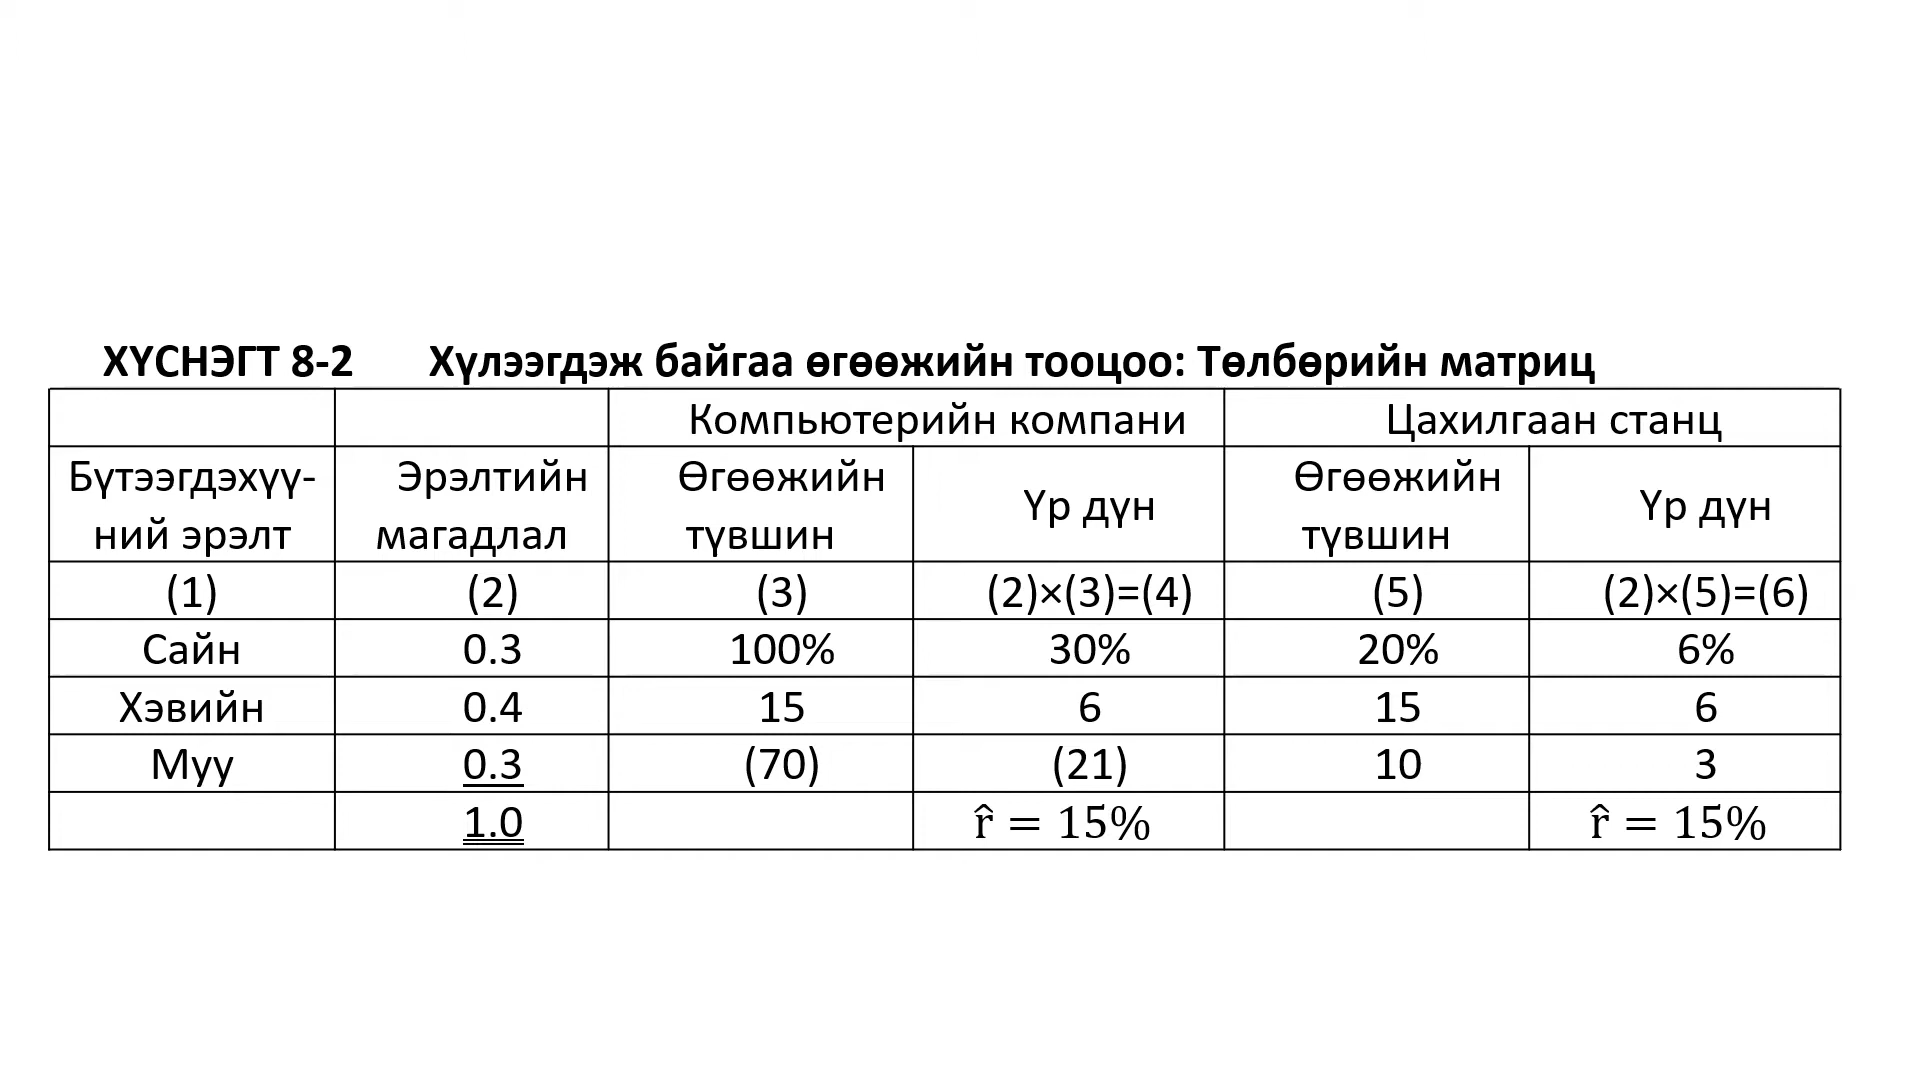 ХҮСНЭГТ 8-2 Хүлээгдэж байгаа өгөөжийн тооцоо: Төлбөрийн матриц
Компьютерийн компани Цахилгаан станц
Бүтээгдэхүү-
ний эрэлт
Эрэлтийн
магадлал
Өгөөжийн
түвшин
Үр дүн
Өгөөжийн
түвшин
Үр дүн
(1) (2) (3) (2)×(3)=(4) (5) (2)×(5)=(6)
Сайн 0.3 100% 30% 20% 6%
Хэвийн 0.4 15 6 15 6
Муу 0.3 (70) (21) 10 3
1.0 r̂ = 15% r̂ = 15%